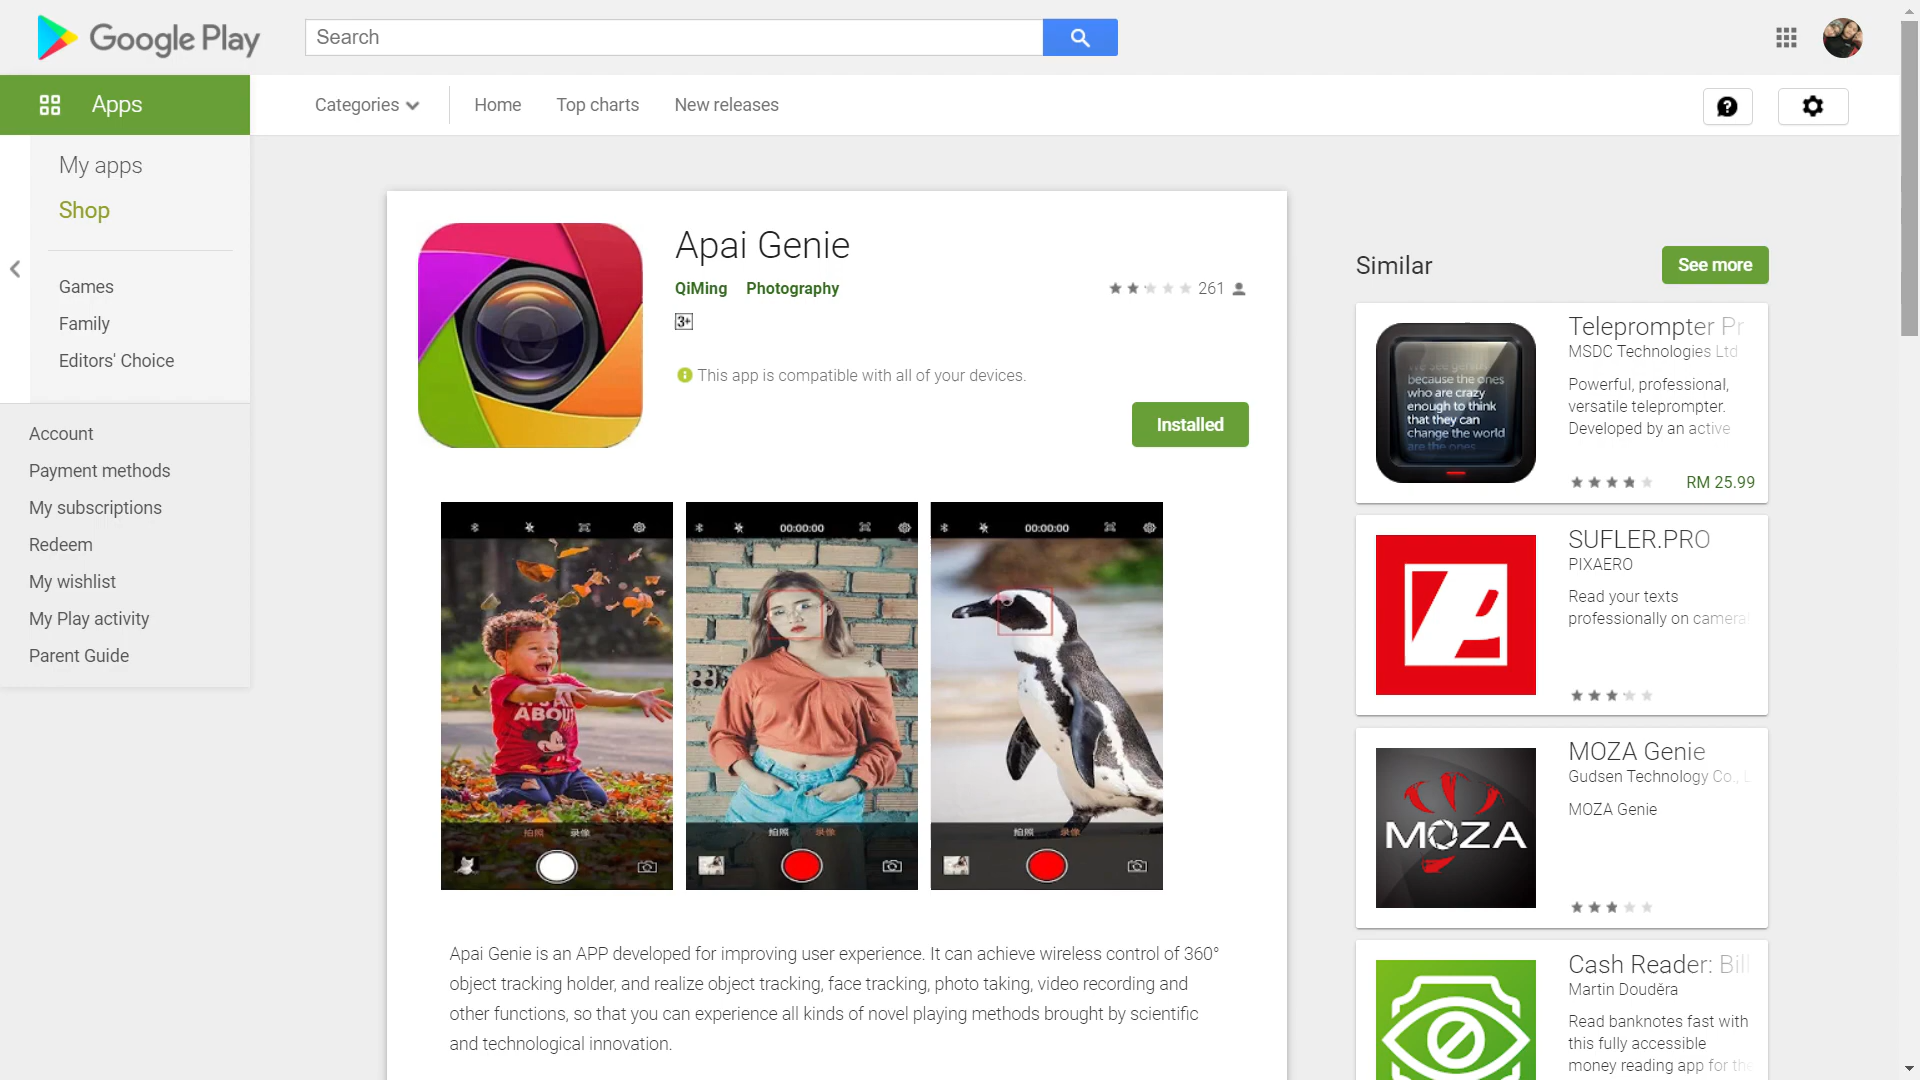 Google Play
Search
Apps
Categories
Home
Top charts
New releases
My apps
Shop
Games
Family
Editors' Choice
Account
Payment methods
My subscriptions
Redeem
My wishlist
My Play activity
Parent Guide
Apai Genie
QiMing Photography
261
3+
This app is compatible with all of your devices.
Installed
00:00:00
00:00:00
ABOUT
拍照 录像
拍照 录像
拍照 录像
Apai Genie is an APP developed for improving user experience. It can achieve wireless control of 360°
object tracking holder, and realize object tracking, face tracking, photo taking, video recording and
other functions, so that you can experience all kinds of novel playing methods brought by scientific
and technological innovation.
Similar
See more
because the ones
who are crazy
enough to think
that they can
change the world
are the ones
Teleprompter Pr
MSDC Technologies Ltd
Powerful, professional,
versatile teleprompter.
Developed by an active
RM 25.99
SUFLER.PRO
PIXAERO
Read your texts
professionally on camera
MOZA
MOZA Genie
Gudsen Technology Co., L
MOZA Genie
Cash Reader: Bill
Martin Douděra
Read banknotes fast with
this fully accessible
money reading app for the